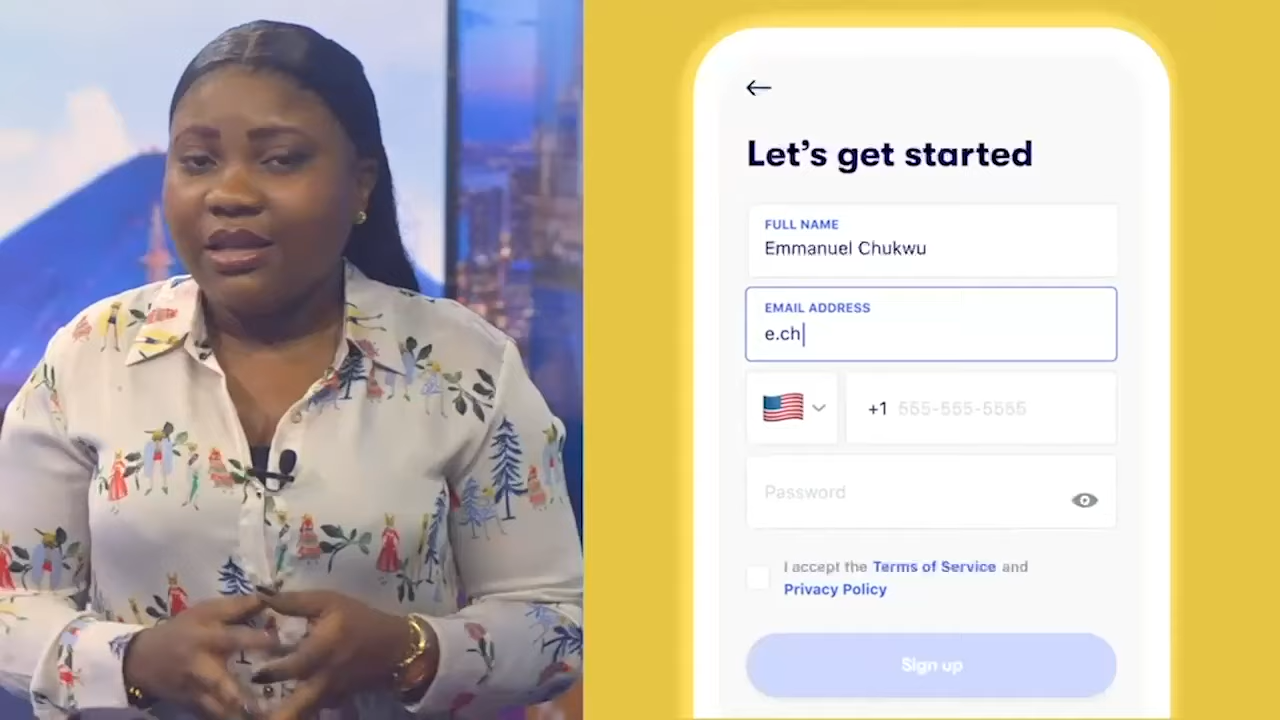 Let's get started
FULL NAME
Emmanuel Chukwu
EMAIL ADDRESS
e.ch
+1 555-555-5555
Password
I accept the Terms of Service and
Privacy Policy
Sign up